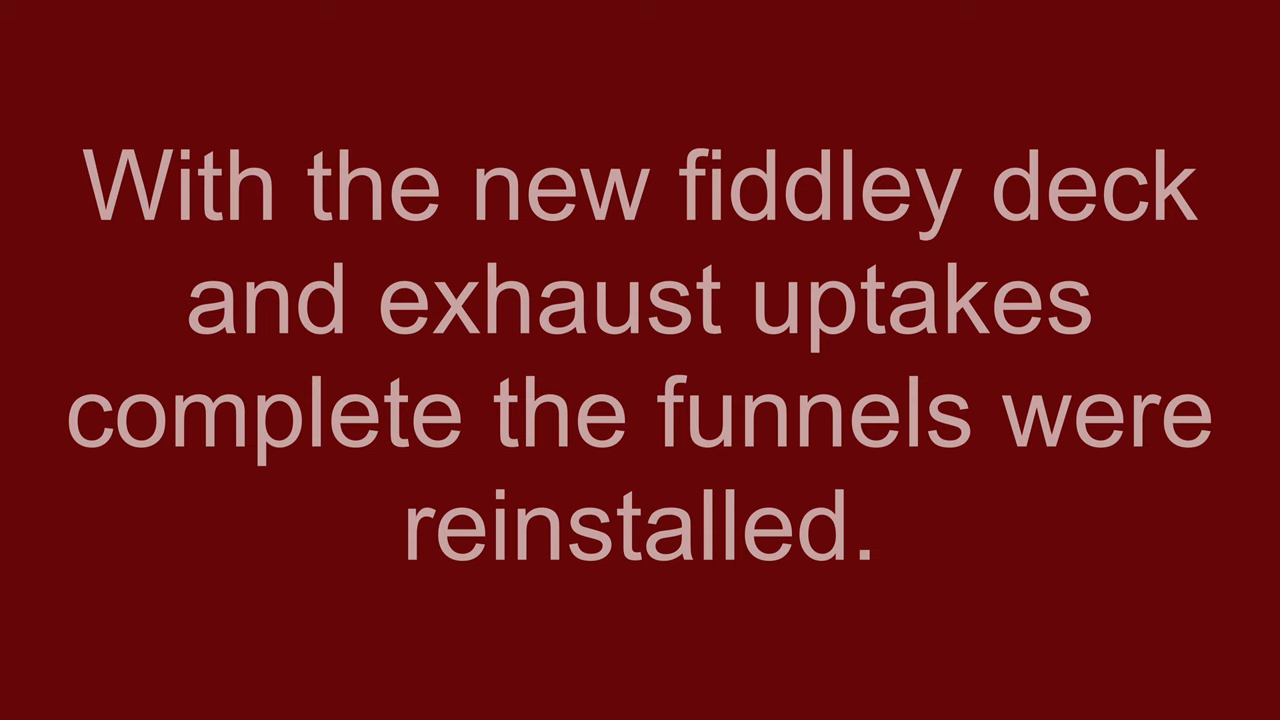 With the new fiddley deck
and exhaust uptakes
complete the funnels were
reinstalled.